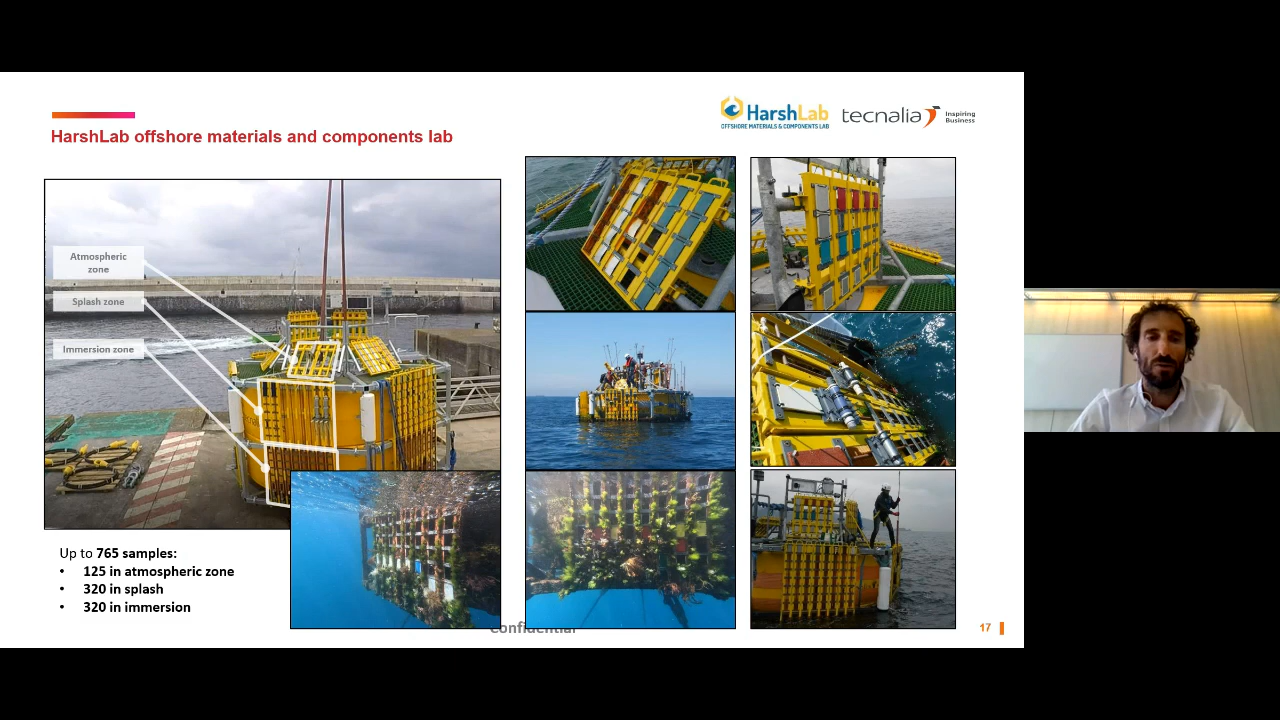 HarshLab
OFFSHORE MATERIALS & COMPONENTS LAB
tecnalia
Inspiring
Business
HarshLab offshore materials and components lab
Atmospheric
zone
Splash zone
Immersion zone
Up to 765 samples:
• 125 in atmospheric zone
• 320 in splash
• 320 in immersion
Confidential
17